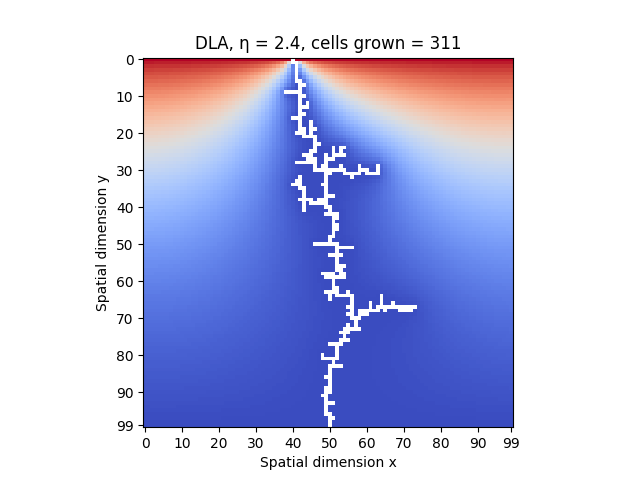 DLA, η = 2.4, cells grown = 311
0
10
20
30
40
50
60
70
80
90
99
Spatial dimension y
0 10 20 30 40 50 60 70 80 90 99
Spatial dimension x